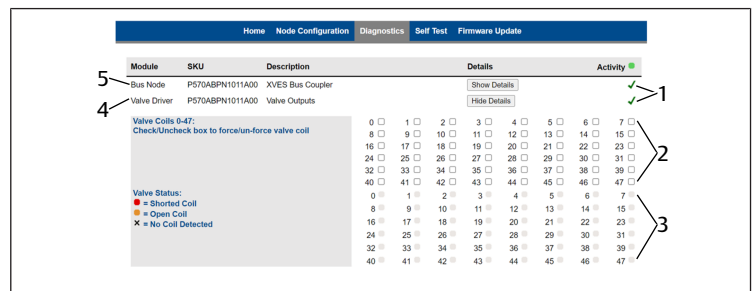 Home Node Configuration Diagnostics Self Test Firmware Update
Module SKU Description Details Activity
5 Bus Node P570ABPN1011A00 XVES Bus Coupler Show Details 1
4 Valve Driver P570ABPN1011A00 Valve Outputs Hide Details
Valve Coils 0-47: 0 1 2 3 4 5 6 7
Check/Uncheck box to force/un-force valve coil 8 9 10 11 12 13 14 15
16 17 18 19 20 21 22 23 2
24 25 26 27 28 29 30 31
32 33 34 35 36 37 38 39
40 41 42 43 44 45 46 47
Valve Status: 0 1 2 3 4 5 6 7
= Shorted Coil 8 9 10 11 12 13 14 15
= Open Coil 16 17 18 19 20 21 22 23 3
× = No Coil Detected 24 25 26 27 28 29 30 31
32 33 34 35 36 37 38 39
40 41 42 43 44 45 46 47